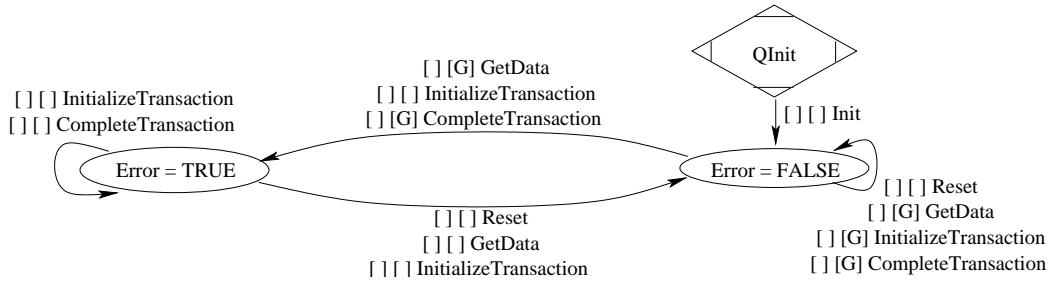 QInit
[ ] [ ] Init
[ ] [G] GetData
[ ] [ ] InitializeTransaction
[ ] [G] CompleteTransaction
[ ] [ ] InitializeTransaction
[ ] [ ] CompleteTransaction
Error = TRUE
Error = FALSE
[ ] [ ] Reset
[ ] [ ] GetData
[ ] [ ] InitializeTransaction
[ ] [ ] Reset
[ ] [G] GetData
[ ] [G] InitializeTransaction
[ ] [G] CompleteTransaction